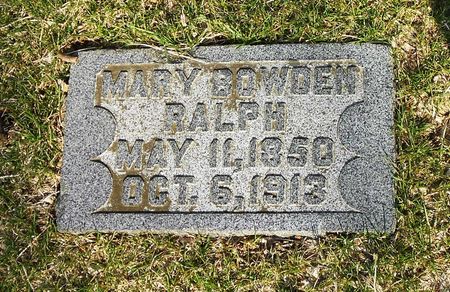 MARY BOWDEN
RALPH
MAY 11, 1850
OCT. 6, 1913